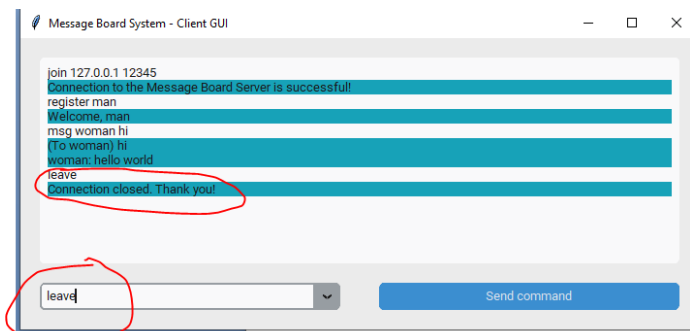 Message Board System - Client GUI
join 127.0.0.1 12345
Connection to the Message Board Server is successful!
register man
Welcome, man
msg woman hi
(To woman) hi
woman: hello world
leave
Connection closed. Thank you!
leave
Send command